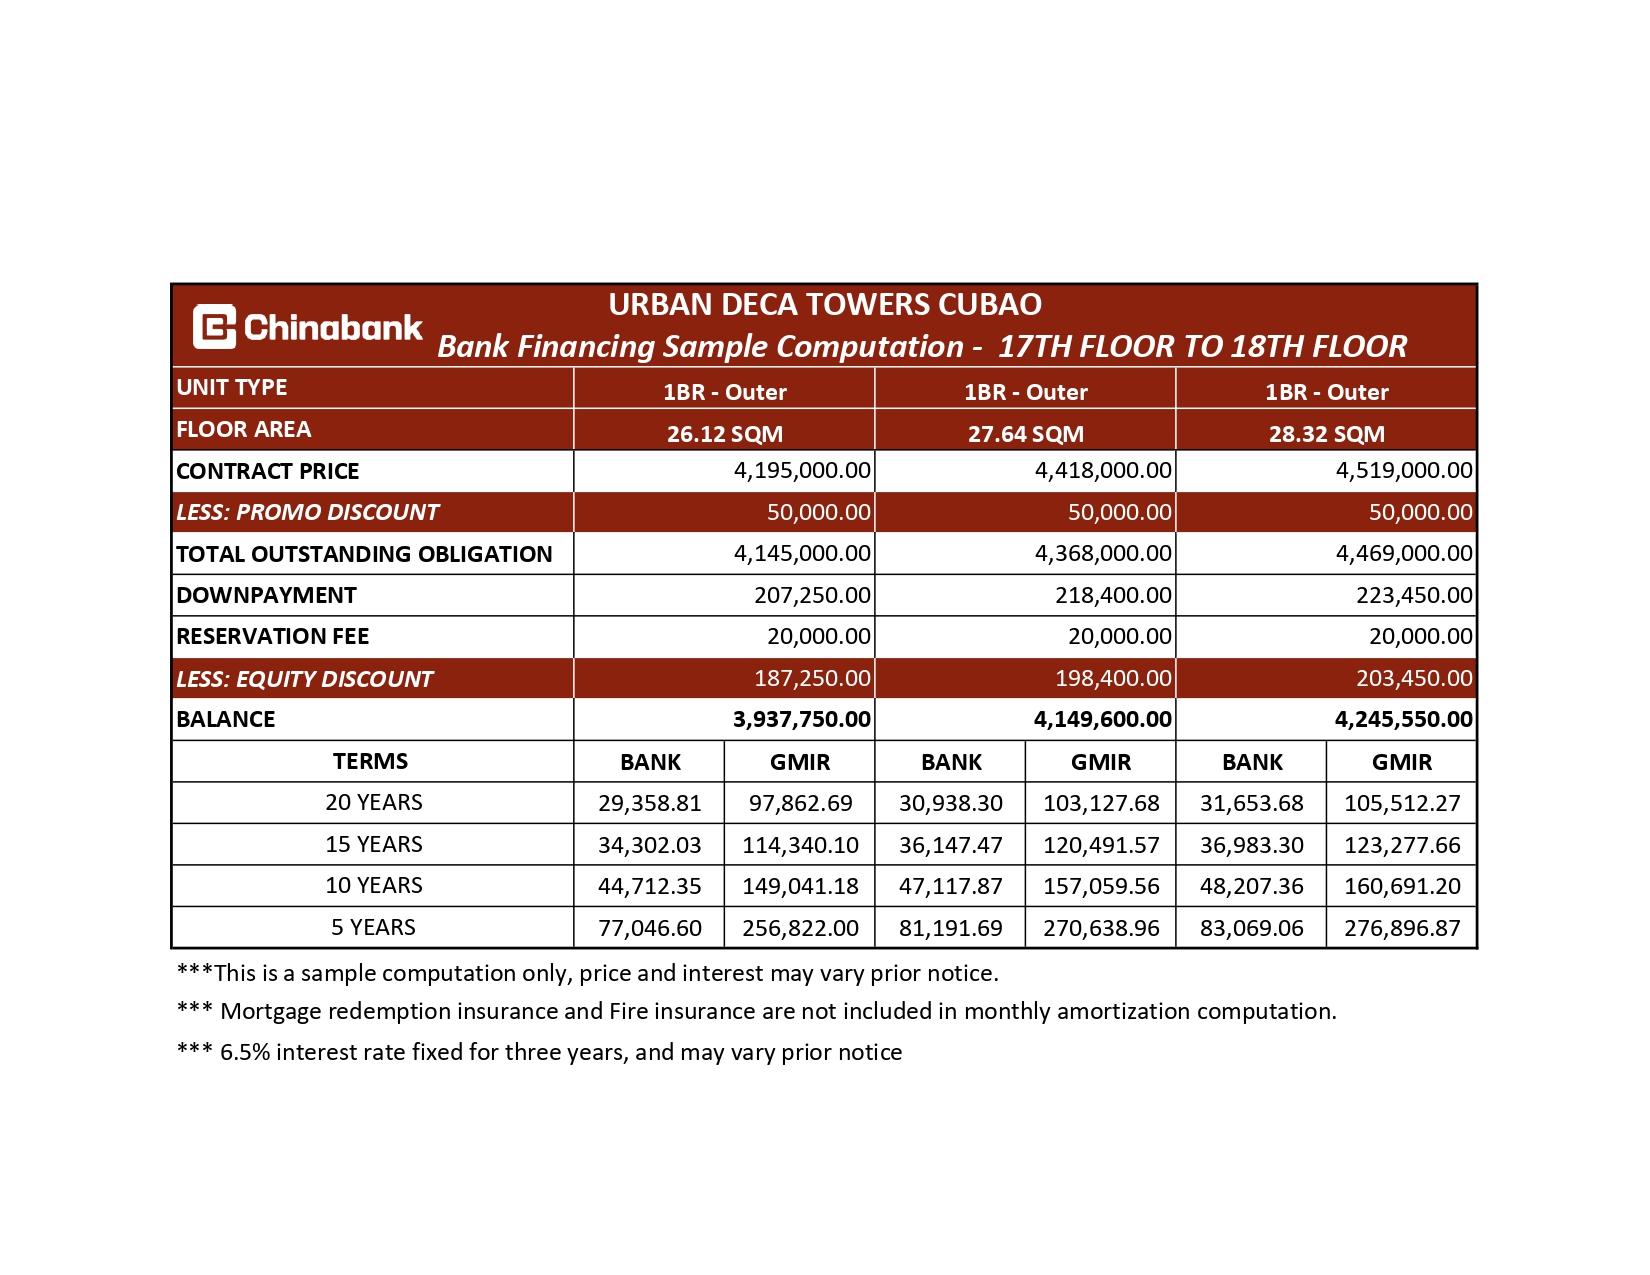 Chinabank
URBAN DECA TOWERS CUBAO
Bank Financing Sample Computation - 17TH FLOOR TO 18TH FLOOR
UNIT TYPE 1BR - Outer 1BR - Outer 1BR - Outer
FLOOR AREA 26.12 SQM 27.64 SQM 28.32 SQM
CONTRACT PRICE 4,195,000.00 4,418,000.00 4,519,000.00
LESS: PROMO DISCOUNT 50,000.00 50,000.00 50,000.00
TOTAL OUTSTANDING OBLIGATION 4,145,000.00 4,368,000.00 4,469,000.00
DOWNPAYMENT 207,250.00 218,400.00 223,450.00
RESERVATION FEE 20,000.00 20,000.00 20,000.00
LESS: EQUITY DISCOUNT 187,250.00 198,400.00 203,450.00
BALANCE 3,937,750.00 4,149,600.00 4,245,550.00
TERMS BANK GMIR BANK GMIR BANK GMIR
20 YEARS 29,358.81 97,862.69 30,938.30 103,127.68 31,653.68 105,512.27
15 YEARS 34,302.03 114,340.10 36,147.47 120,491.57 36,983.30 123,277.66
10 YEARS 44,712.35 149,041.18 47,117.87 157,059.56 48,207.36 160,691.20
5 YEARS 77,046.60 256,822.00 81,191.69 270,638.96 83,069.06 276,896.87
***This is a sample computation only, price and interest may vary prior notice.
*** Mortgage redemption insurance and Fire insurance are not included in monthly amortization computation.
*** 6.5% interest rate fixed for three years, and may vary prior notice